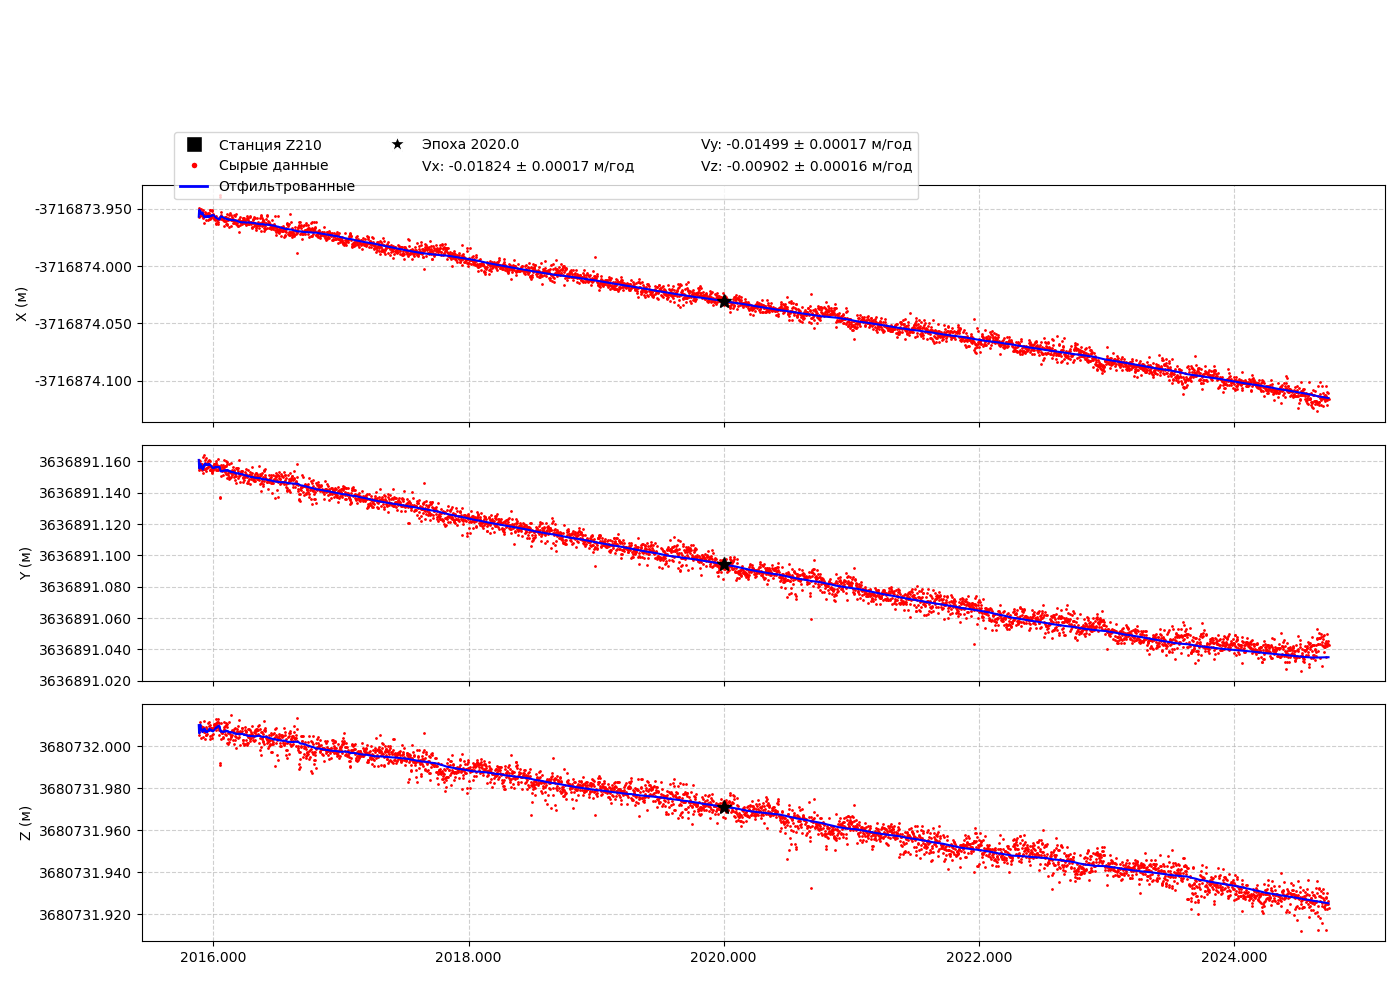 Станция Z210
Сырые данные
Отфильтрованные
Эпоха 2020.0
Vx: -0.01824 ± 0.00017 м/год
Vy: -0.01499 ± 0.00017 м/год
Vz: -0.00902 ± 0.00016 м/год
X (м)
-3716873.950
-3716874.000
-3716874.050
-3716874.100
Y (м)
3636891.160
3636891.140
3636891.120
3636891.100
3636891.080
3636891.060
3636891.040
3636891.020
Z (м)
3680732.000
3680731.980
3680731.960
3680731.940
3680731.920
2016.000 2018.000 2020.000 2022.000 2024.000